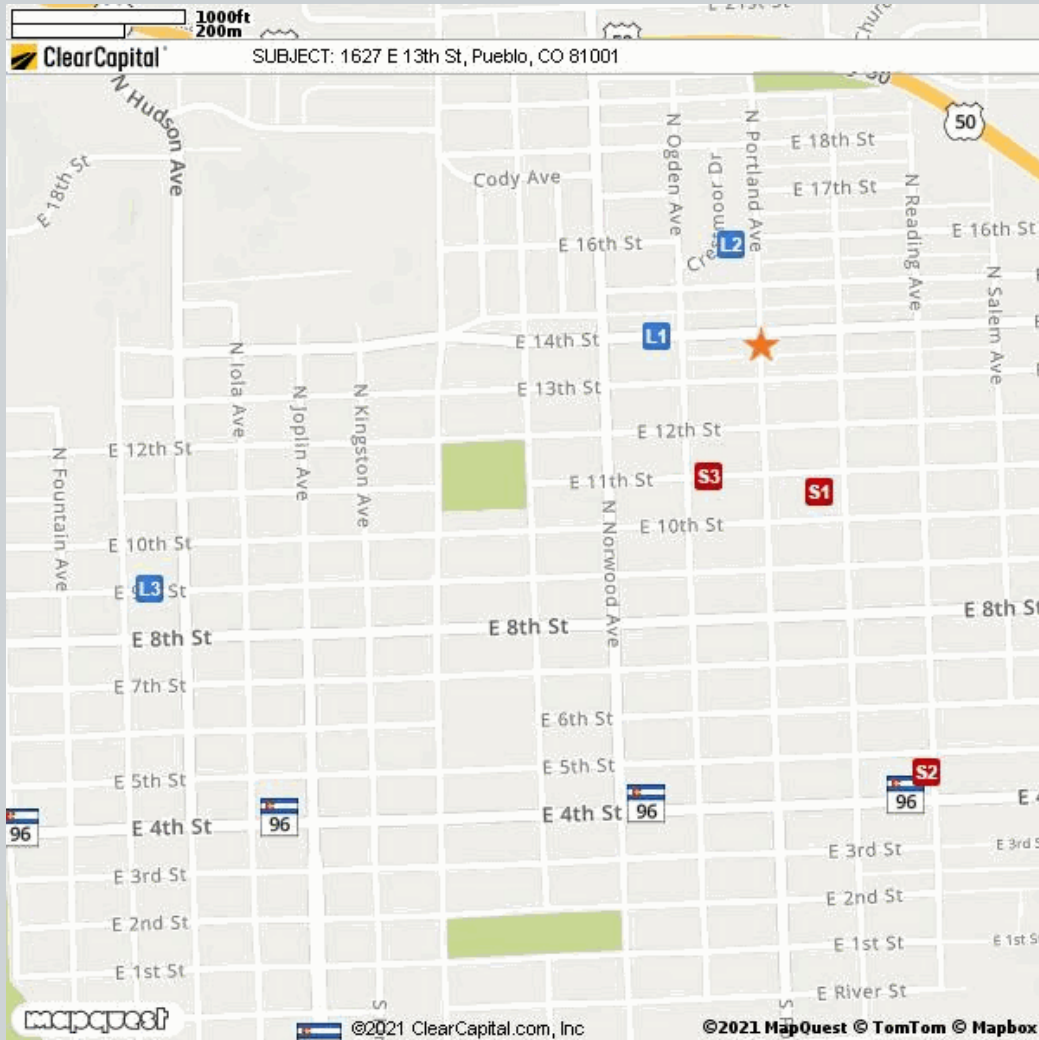 1000ft
200m
ClearCapital
SUBJECT: 1627 E 13th St, Pueblo, CO 81001
50
N Hudson Ave
E 18th St
Cody Ave
N Ogden Ave
N Portland Ave
E 18th St
E 17th St
N Reading Ave
E 16th St
E 16th St
L2
N Salem Ave
L1
E 14th St
E 13th St
N Iola Ave
N Joplin Ave
N Kingston Ave
E 12th St
E 12th St
N Fountain Ave
E 11th St
S3
S1
N Norwood Ave
E 10th St
E 10th St
L3
E 8th St
E 8th St
E 8th St
E 7th St
E 6th St
E 5th St
E 5th St
S2
96
96
96
96
E 4th St
E 4th St
E 3rd St
E 3rd St
E 3rd S
E 2nd St
E 2nd St
E 1st St
E 1st St
E 1st S
E River St
mapquest
©2021 ClearCapital.com, Inc
©2021 MapQuest © TomTom © Mapbox